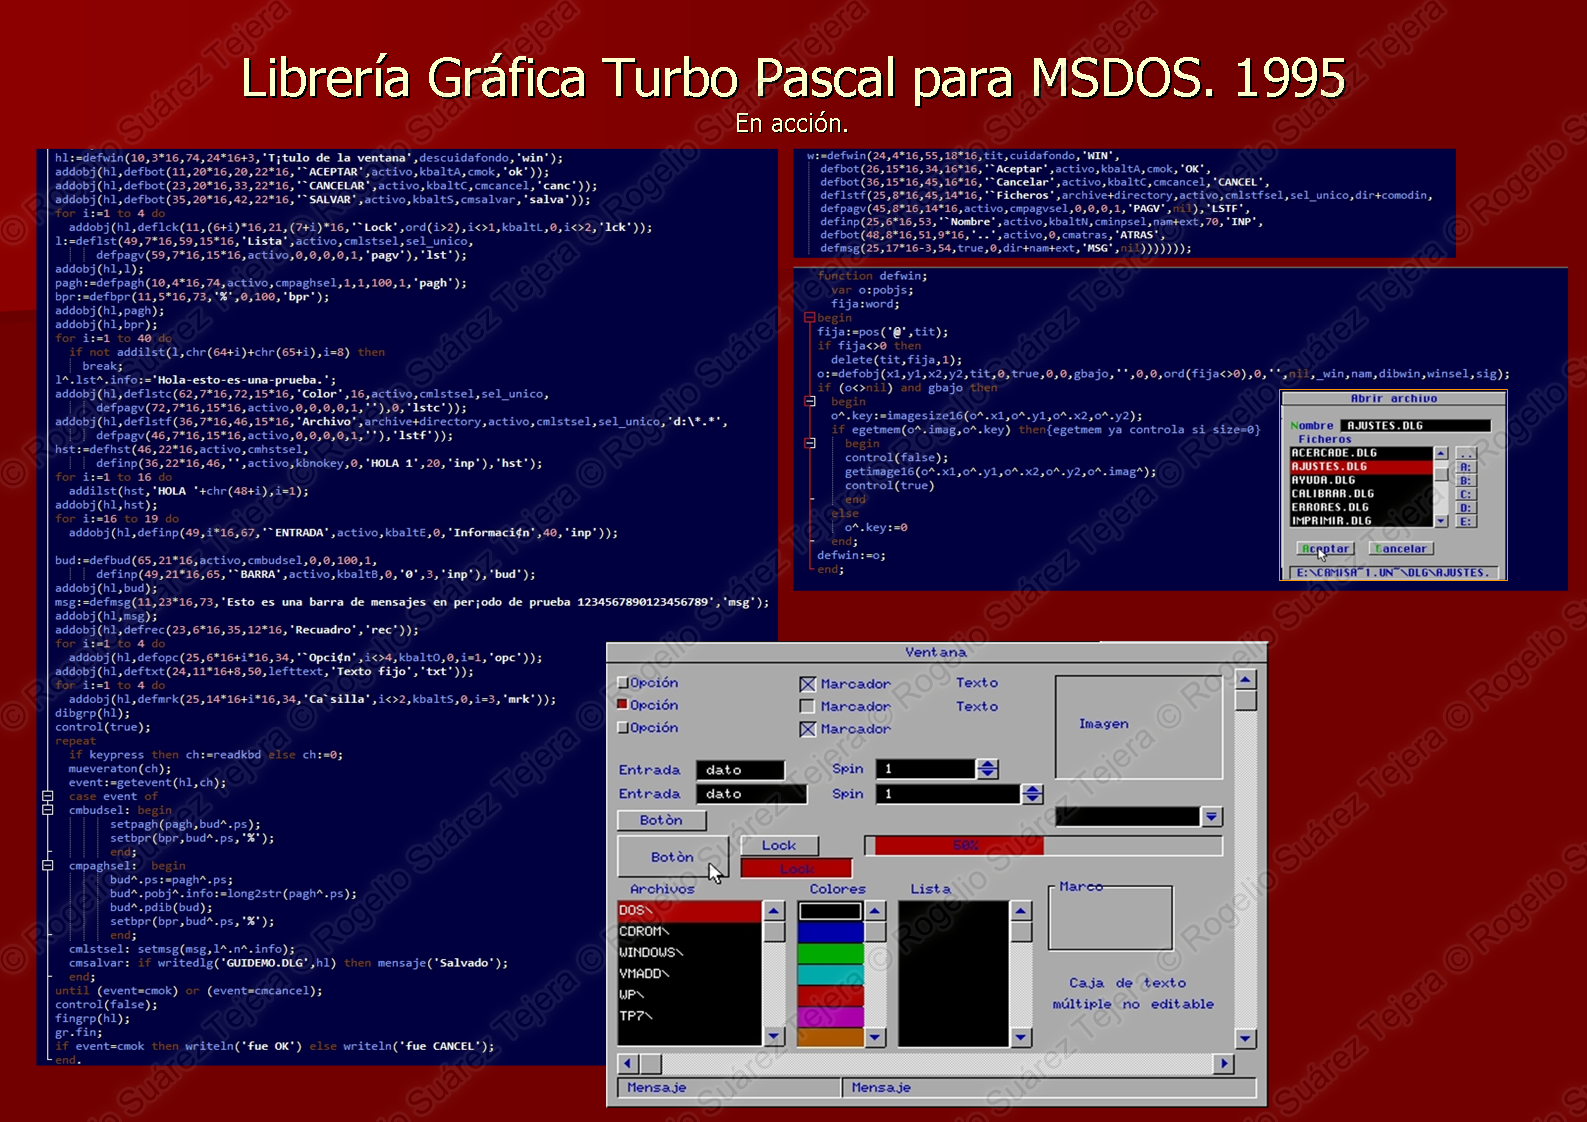 Librería Gráfica Turbo Pascal para MSDOS. 1995
En acción.
hl:=defwin(10,3*16,74,24*16+3,'T¡tulo de la ventana',descuidafondo,'win');
addobj(hl,defbot(11,20*16,20,22*16,'`ACEPTAR',activo,kbaltA,cmok,'ok'));
addobj(hl,defbot(23,20*16,33,22*16,'`CANCELAR',activo,kbaltC,cmcancel,'canc'));
addobj(hl,defbot(35,20*16,42,22*16,'`SALVAR',activo,kbaltS,cmsalvar,'salva'));
for i:=1 to 4 do
addobj(hl,deflck(11,(6+i)*16,21,(7+i)*16,'`Lock',ord(i>2),i<>1,kbaltL,0,i<>2,'lck'));
l:=deflst(49,7*16,59,15*16,'Lista',activo,cmlstsel,sel_unico,
defpagv(59,7*16,15*16,activo,0,0,0,0,1,'pagv'),'lst');
addobj(hl,l);
pagh:=defpagh(10,4*16,74,activo,cmpaghsel,1,1,100,1,'pagh');
bpr:=defbpr(11,5*16,73,'%',0,100,'bpr');
addobj(hl,pagh);
addobj(hl,bpr);
for i:=1 to 40 do
if not addilst(l,chr(64+i)+chr(65+i),i=8) then
break;
l^.lst^.info:='Hola-esto-es-una-prueba.';
addobj(hl,deflstc(62,7*16,72,15*16,'Color',16,activo,cmlstsel,sel_unico,
defpagv(72,7*16,15*16,activo,0,0,0,0,1,''),0,'lstc'));
addobj(hl,deflstf(36,7*16,46,15*16,'Archivo',archive+directory,activo,cmlstsel,sel_unico,'d:\*.*',
defpagv(46,7*16,15*16,activo,0,0,0,0,1,''),'lstf'));
hst:=defhst(46,22*16,activo,cmhstsel,
definp(36,22*16,46,'',activo,kbnokey,0,'HOLA 1',20,'inp'),'hst');
for i:=1 to 16 do
addilst(hst,'HOLA '+chr(48+i),i=1);
addobj(hl,hst);
for i:=16 to 19 do
addobj(hl,definp(49,i*16,67,'`ENTRADA',activo,kbaltE,0,'Informaci¢n',40,'inp'));
bud:=defbud(65,21*16,activo,cmbudsel,0,0,100,1,
definp(49,21*16,65,'`BARRA',activo,kbaltB,0,'0',3,'inp'),'bud');
addobj(hl,bud);
msg:=defmsg(11,23*16,73,'Esto es una barra de mensajes en per¡odo de prueba 1234567890123456789','msg');
addobj(hl,msg);
addobj(hl,defrec(23,6*16,35,12*16,'Recuadro','rec'));
for i:=1 to 4 do
addobj(hl,defopc(25,6*16+i*16,34,'`Opci¢n',i<>4,kbaltO,0,i=1,'opc'));
addobj(hl,deftxt(24,11*16+8,50,lefttext,'Texto fijo','txt'));
for i:=1 to 4 do
addobj(hl,defmrk(25,14*16+i*16,34,'Ca`silla',i<>2,kbaltS,0,i=3,'mrk'));
dibgrp(hl);
control(true);
repeat
if keypress then ch:=readkbd else ch:=0;
mueveraton(ch);
event:=getevent(hl,ch);
case event of
cmbudsel: begin
setpagh(pagh,bud^.ps);
setbpr(bpr,bud^.ps,'%');
end;
cmpaghsel: begin
bud^.ps:=pagh^.ps;
bud^.pobj^.info:=long2str(pagh^.ps);
bud^.pdib(bud);
setbpr(bpr,bud^.ps,'%');
end;
cmlstsel: setmsg(msg,l^.n^.info);
cmsalvar: if writedlg('GUIDEMO.DLG',hl) then mensaje('Salvado');
end;
until (event=cmok) or (event=cmcancel);
control(false);
fingrp(hl);
gr.fin;
if event=cmok then writeln('fue OK') else writeln('fue CANCEL');
end.
w:=defwin(24,4*16,55,18*16,tit,cuidafondo,'WIN',
defbot(26,15*16,34,16*16,'`Aceptar',activo,kbaltA,cmok,'OK',
defbot(36,15*16,45,16*16,'`Cancelar',activo,kbaltC,cmcancel,'CANCEL',
deflstf(25,8*16,45,14*16,'`Ficheros',archive+directory,activo,cmlstfsel,sel_unico,dir+comodin,
defpagv(45,8*16,14*16,activo,cmpagvsel,0,0,0,1,'PAGV',nil),'LSTF',
definp(25,6*16,53,'`Nombre',activo,kbaltN,cminpsel,nam+ext,70,'INP',
defbot(48,8*16,51,9*16,'..',activo,0,cmatras,'ATRAS',
defmsg(25,17*16-3,54,true,0,dir+nam+ext,'MSG',nil))))))));
function defwin;
var o:pobjs;
fija:word;
begin
fija:=pos('@',tit);
if fija<>0 then
delete(tit,fija,1);
o:=defobj(x1,y1,x2,y2,tit,0,true,0,0,gbajo,'',0,0,ord(fija<>0),0,'',nil,_win,nam,dibwin,winsel,sig);
if (o<>nil) and gbajo then
begin
o^.key:=imagesize16(o^.x1,o^.y1,o^.x2,o^.y2);
if egetmem(o^.imag,o^.key) then{egetmem ya controla si size=0}
begin
control(false);
getimage16(o^.x1,o^.y1,o^.x2,o^.y2,o^.imag^);
control(true)
end
else
o^.key:=0
end;
defwin:=o;
end;
Abrir archivo
Nombre AJUSTES.DLG
Ficheros
ACERCADE.DLG ..
AJUSTES.DLG A:
AYUDA.DLG B:
CALIBRAR.DLG C:
ERRORES.DLG D:
IMPRIMIR.DLG E:
Aceptar Cancelar
E:\CAMISA~1.UN~\DLG\AJUSTES.
Ventana
Opción Marcador Texto
Opción Marcador Texto
Opción Marcador
Imagen
Entrada dato Spin 1
Entrada dato Spin 1
Botòn
Botòn Lock 50%
Lock
Archivos Colores Lista Marco
DOS\
CDROM\
WINDOWS\
VMADD\
WP\
TP7\
Caja de texto
múltiple no editable
Mensaje Mensaje
© Rogelio Suárez Tejera